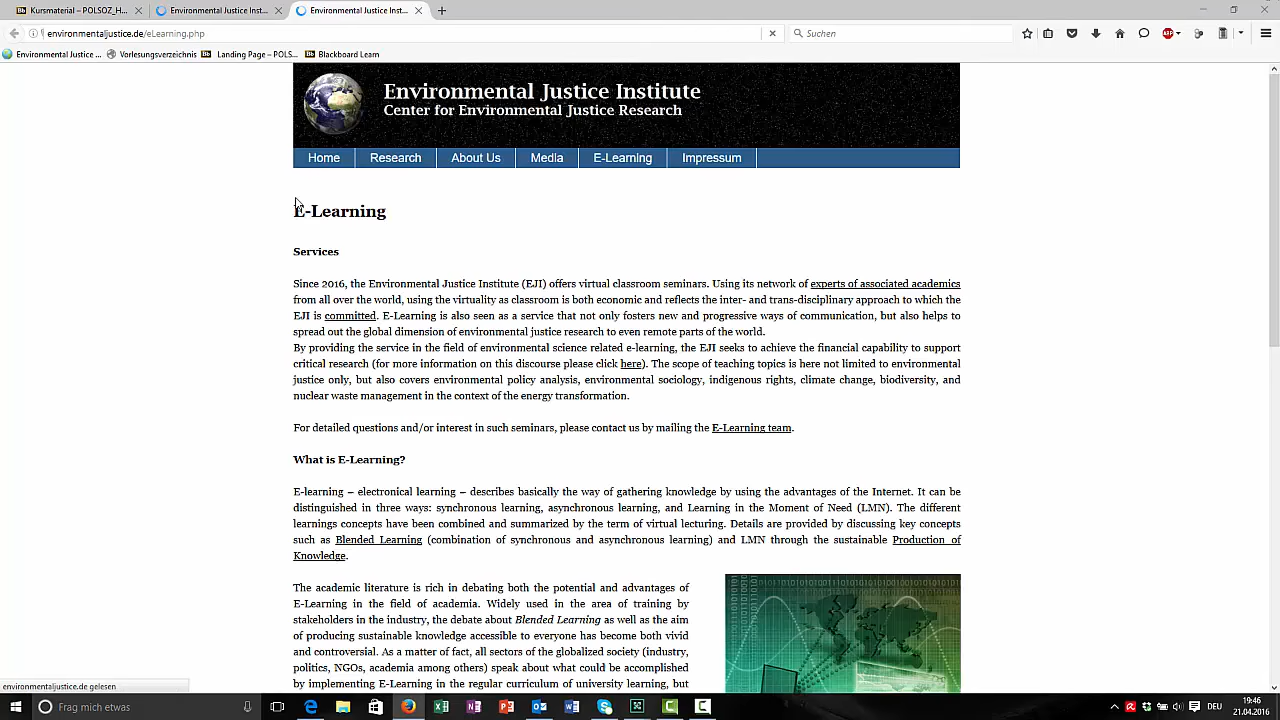 Kursmaterial – POLSOZ_H...
Environmental Justice Inst...
Environmental Justice Inst...
environmentaljustice.de/eLearning.php
Suchen
Environmental Justice ...
Vorlesungsverzeichnis
Landing Page – POLS...
Blackboard Learn
Environmental Justice Institute
Center for Environmental Justice Research
Home
Research
About Us
Media
E-Learning
Impressum
E-Learning
Services
Since 2016, the Environmental Justice Institute (EJI) offers virtual classroom seminars. Using its network of experts of associated academics
from all over the world, using the virtuality as classroom is both economic and reflects the inter- and trans-disciplinary approach to which the
EJI is committed. E-Learning is also seen as a service that not only fosters new and progressive ways of communication, but also helps to
spread out the global dimension of environmental justice research to even remote parts of the world.
By providing the service in the field of environmental science related e-learning, the EJI seeks to achieve the financial capability to support
critical research (for more information on this discourse please click here). The scope of teaching topics is here not limited to environmental
justice only, but also covers environmental policy analysis, environmental sociology, indigenous rights, climate change, biodiversity, and
nuclear waste management in the context of the energy transformation.
For detailed questions and/or interest in such seminars, please contact us by mailing the E-Learning team.
What is E-Learning?
E-learning – electronical learning – describes basically the way of gathering knowledge by using the advantages of the Internet. It can be
distinguished in three ways: synchronous learning, asynchronous learning, and Learning in the Moment of Need (LMN). The different
learnings concepts have been combined and summarized by the term of virtual lecturing. Details are provided by discussing key concepts
such as Blended Learning (combination of synchronous and asynchronous learning) and LMN through the sustainable Production of
Knowledge.
The academic literature is rich in debating both the potential and advantages of
E-Learning in the field of academia. Widely used in the area of training by
stakeholders in the industry, the debate about Blended Learning as well as the aim
of producing sustainable knowledge accessible to everyone has become both vivid
and controversial. As a matter of fact, all sectors of the globalized society (industry,
politics, NGOs, academia among others) speak about what could be accomplished
by implementing E-Learning in the regular curriculum of university learning, but
environmentaljustice.de gelesen
Frag mich etwas
DEU
19:46
21.04.2016